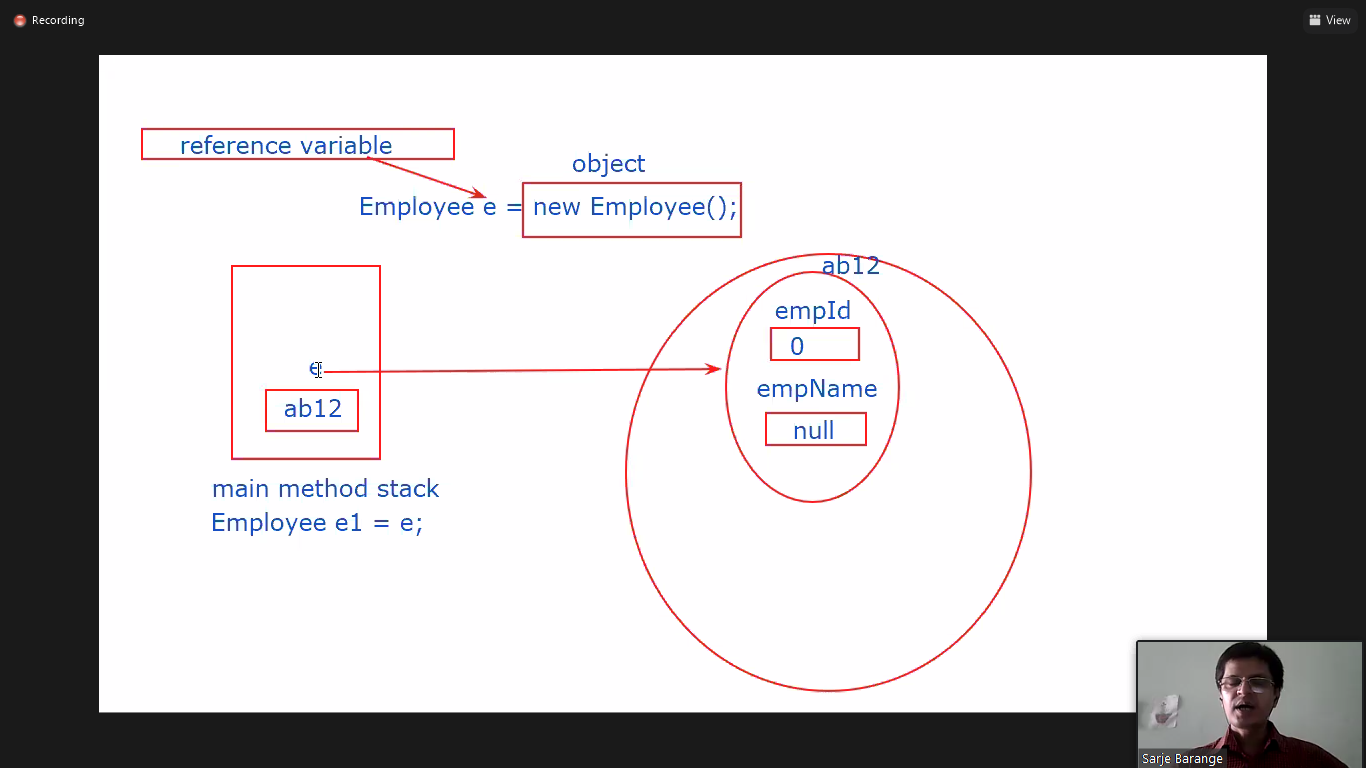 Recording
View
reference variable
object
Employee e = new Employee();
ab12
empId
0
e
empName
ab12
null
main method stack
Employee e1 = e;
Sarje Barange